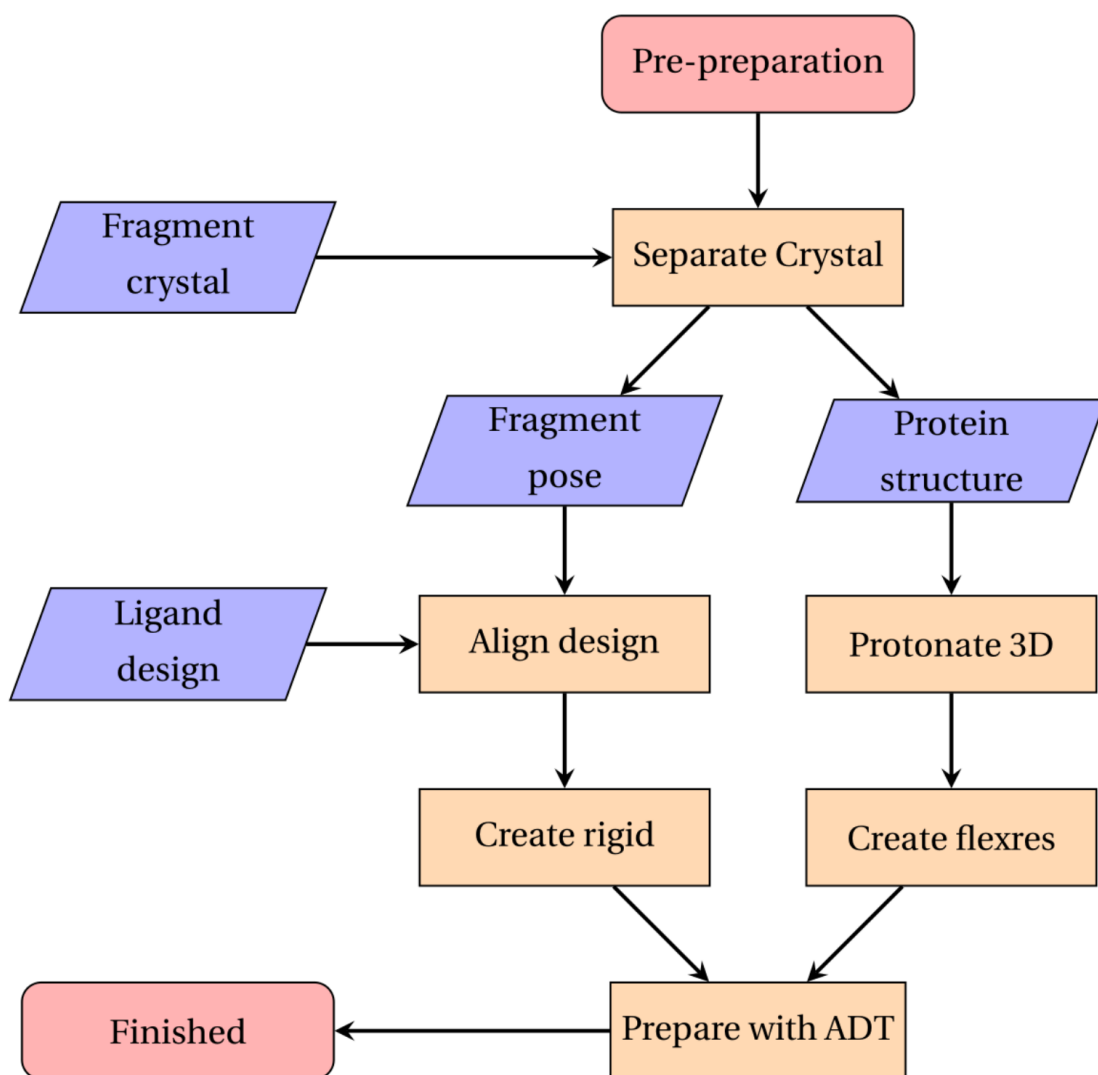 Pre-preparation
Fragment
crystal
Separate Crystal
Fragment
pose
Protein
structure
Ligand
design
Align design
Protonate 3D
Create rigid
Create flexres
Finished
Prepare with ADT